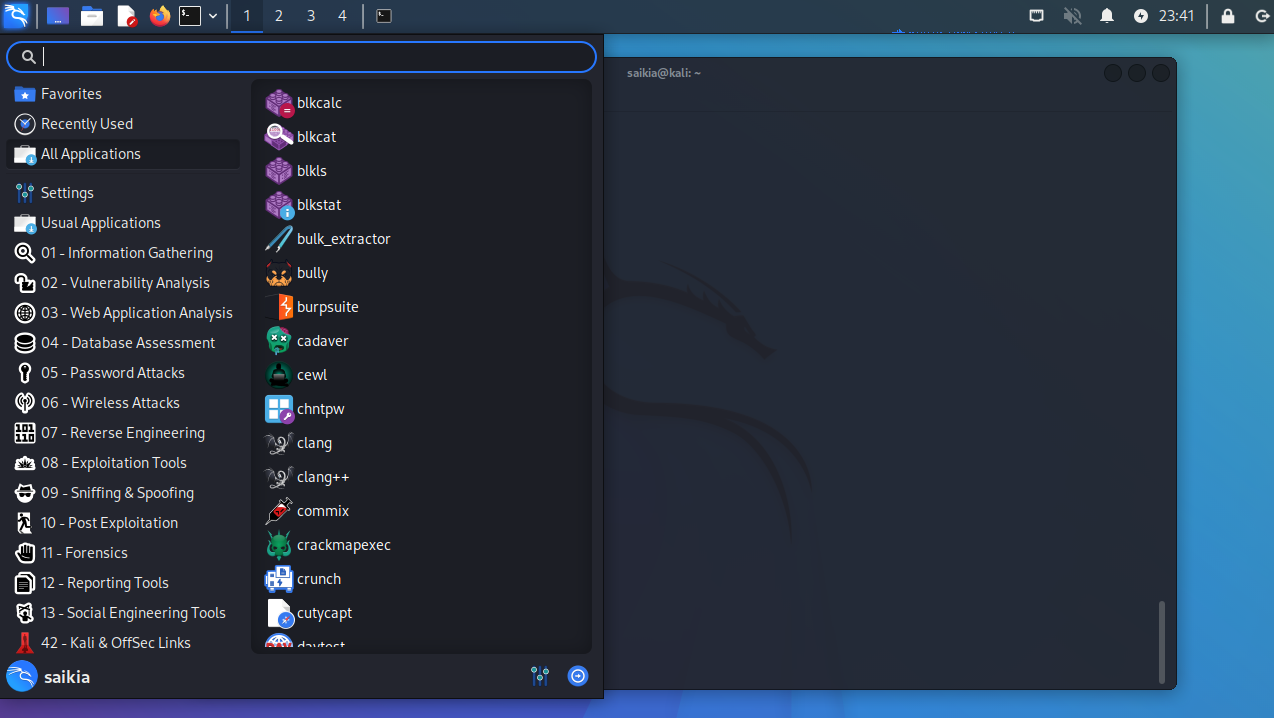 1 2 3 4 23:41
saikia@kali: ~
Favorites
Recently Used
All Applications
Settings
Usual Applications
01 - Information Gathering
02 - Vulnerability Analysis
03 - Web Application Analysis
04 - Database Assessment
05 - Password Attacks
06 - Wireless Attacks
07 - Reverse Engineering
08 - Exploitation Tools
09 - Sniffing & Spoofing
10 - Post Exploitation
11 - Forensics
12 - Reporting Tools
13 - Social Engineering Tools
42 - Kali & OffSec Links
blkcalc
blkcat
blkls
blkstat
bulk_extractor
bully
burpsuite
cadaver
cewl
chntpw
clang
clang++
commix
crackmapexec
crunch
cutycapt
davtest
saikia